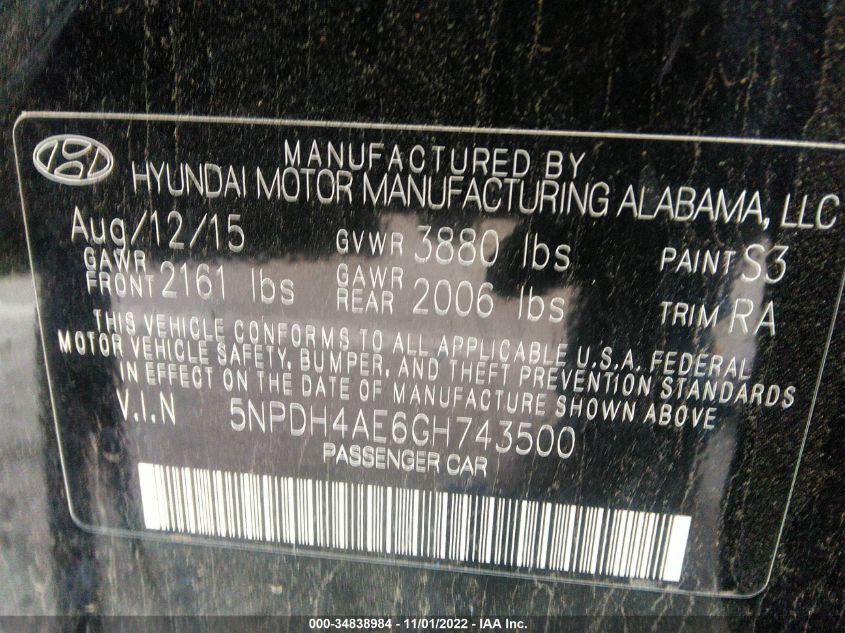 MANUFACTURED BY
HYUNDAI MOTOR MANUFACTURING ALABAMA, LLC
Aug/12/15 GVWR 3880 lbs PAINT S3
GAWR FRONT 2161 lbs GAWR REAR 2006 lbs TRIM RA
THIS VEHICLE CONFORMS TO ALL APPLICABLE U.S.A. FEDERAL
MOTOR VEHICLE SAFETY, BUMPER, AND THEFT PREVENTION STANDARDS
IN EFFECT ON THE DATE OF MANUFACTURE SHOWN ABOVE.
V.I.N 5NPDH4AE6GH743500
PASSENGER CAR
000-34838984 - 11/01/2022 - IAA Inc.